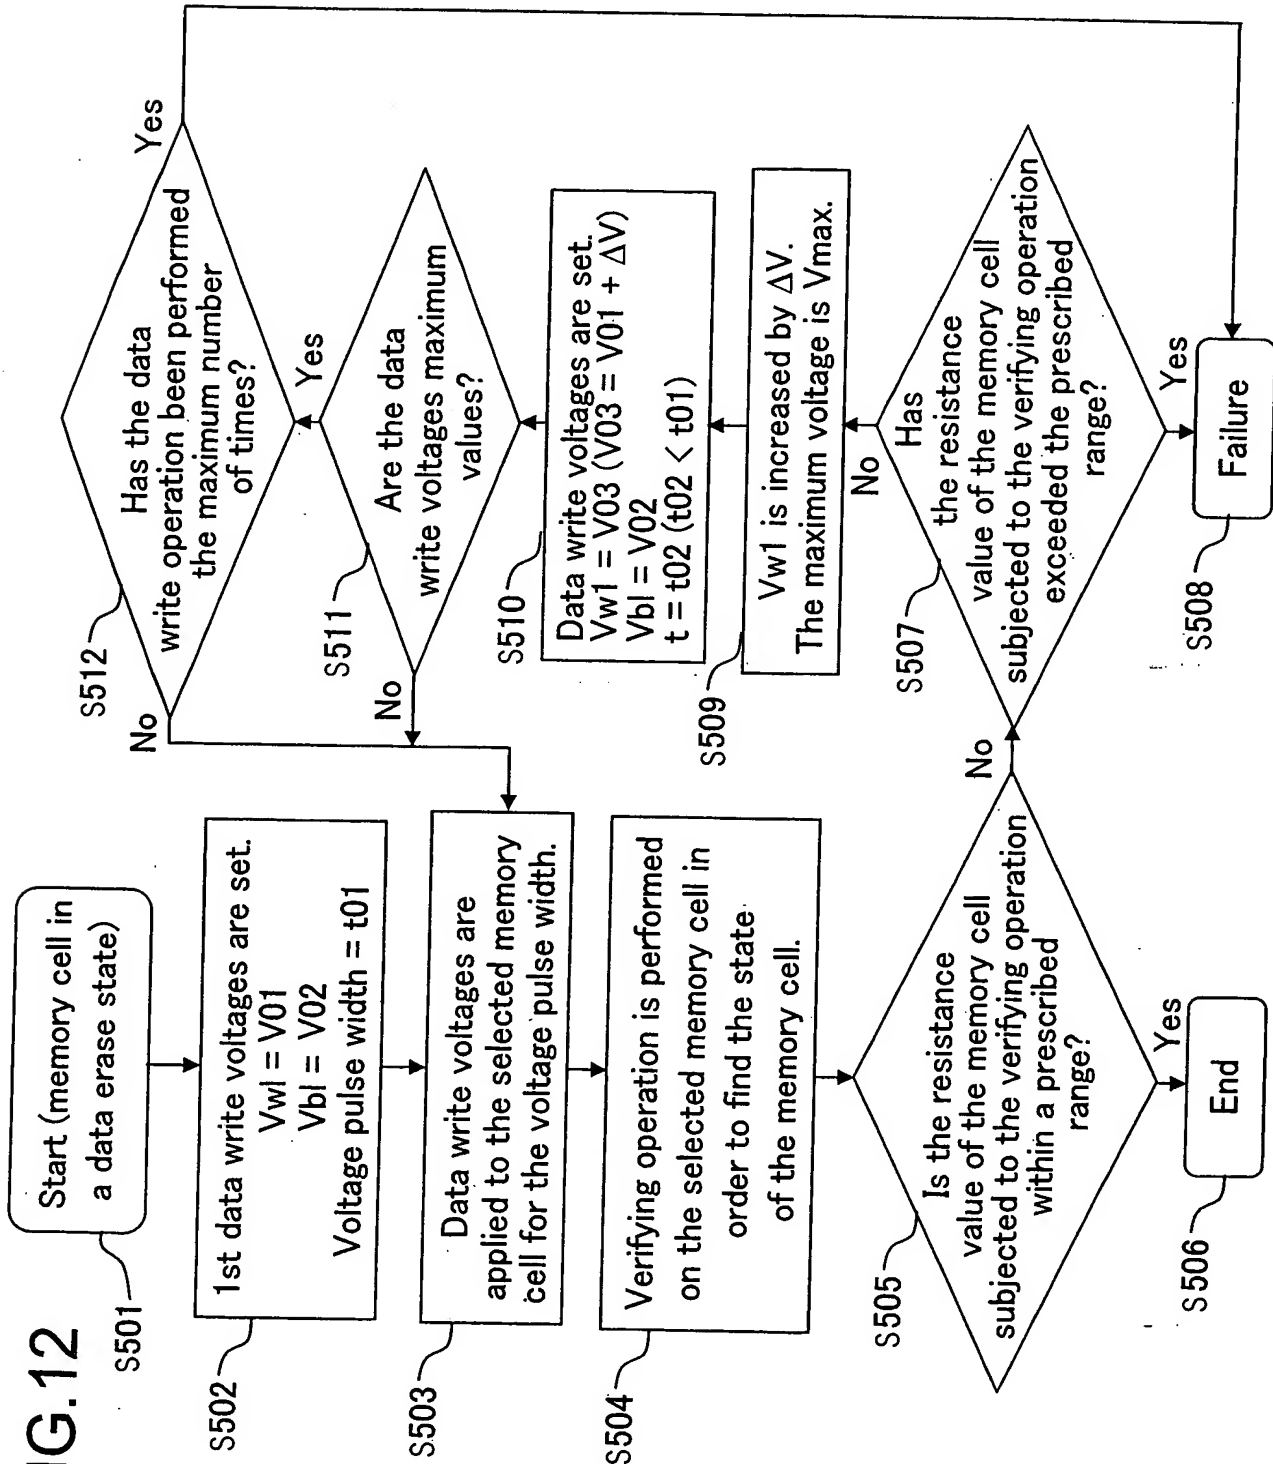 IG.12
S501
Start (memory cell in
a data erase state)
S502
1st data write voltages are set.
Vwl = V01
Vbl = V02
Voltage pulse width = t01
S503
Data write voltages are
applied to the selected memory
cell for the voltage pulse width.
S504
Verifying operation is performed
on the selected memory cell in
order to find the state
of the memory cell.
S505
Is the resistance
value of the memory cell
subjected to the verifying operation
within a prescribed
range?
Yes
No
S506
End
S507
Has
the resistance
value of the memory cell
subjected to the verifying operation
exceeded the prescribed
range?
No
Yes
S508
Failure
S509
Vw1 is increased by ΔV.
The maximum voltage is Vmax.
S510
Data write voltages are set.
Vw1 = V03 (V03 = V01 + ΔV)
Vbl = V02
t = t02 (t02 < t01)
S511
Are the data
write voltages maximum
values?
No
Yes
S512
Has the data
write operation been performed
the maximum number
of times?
No
Yes